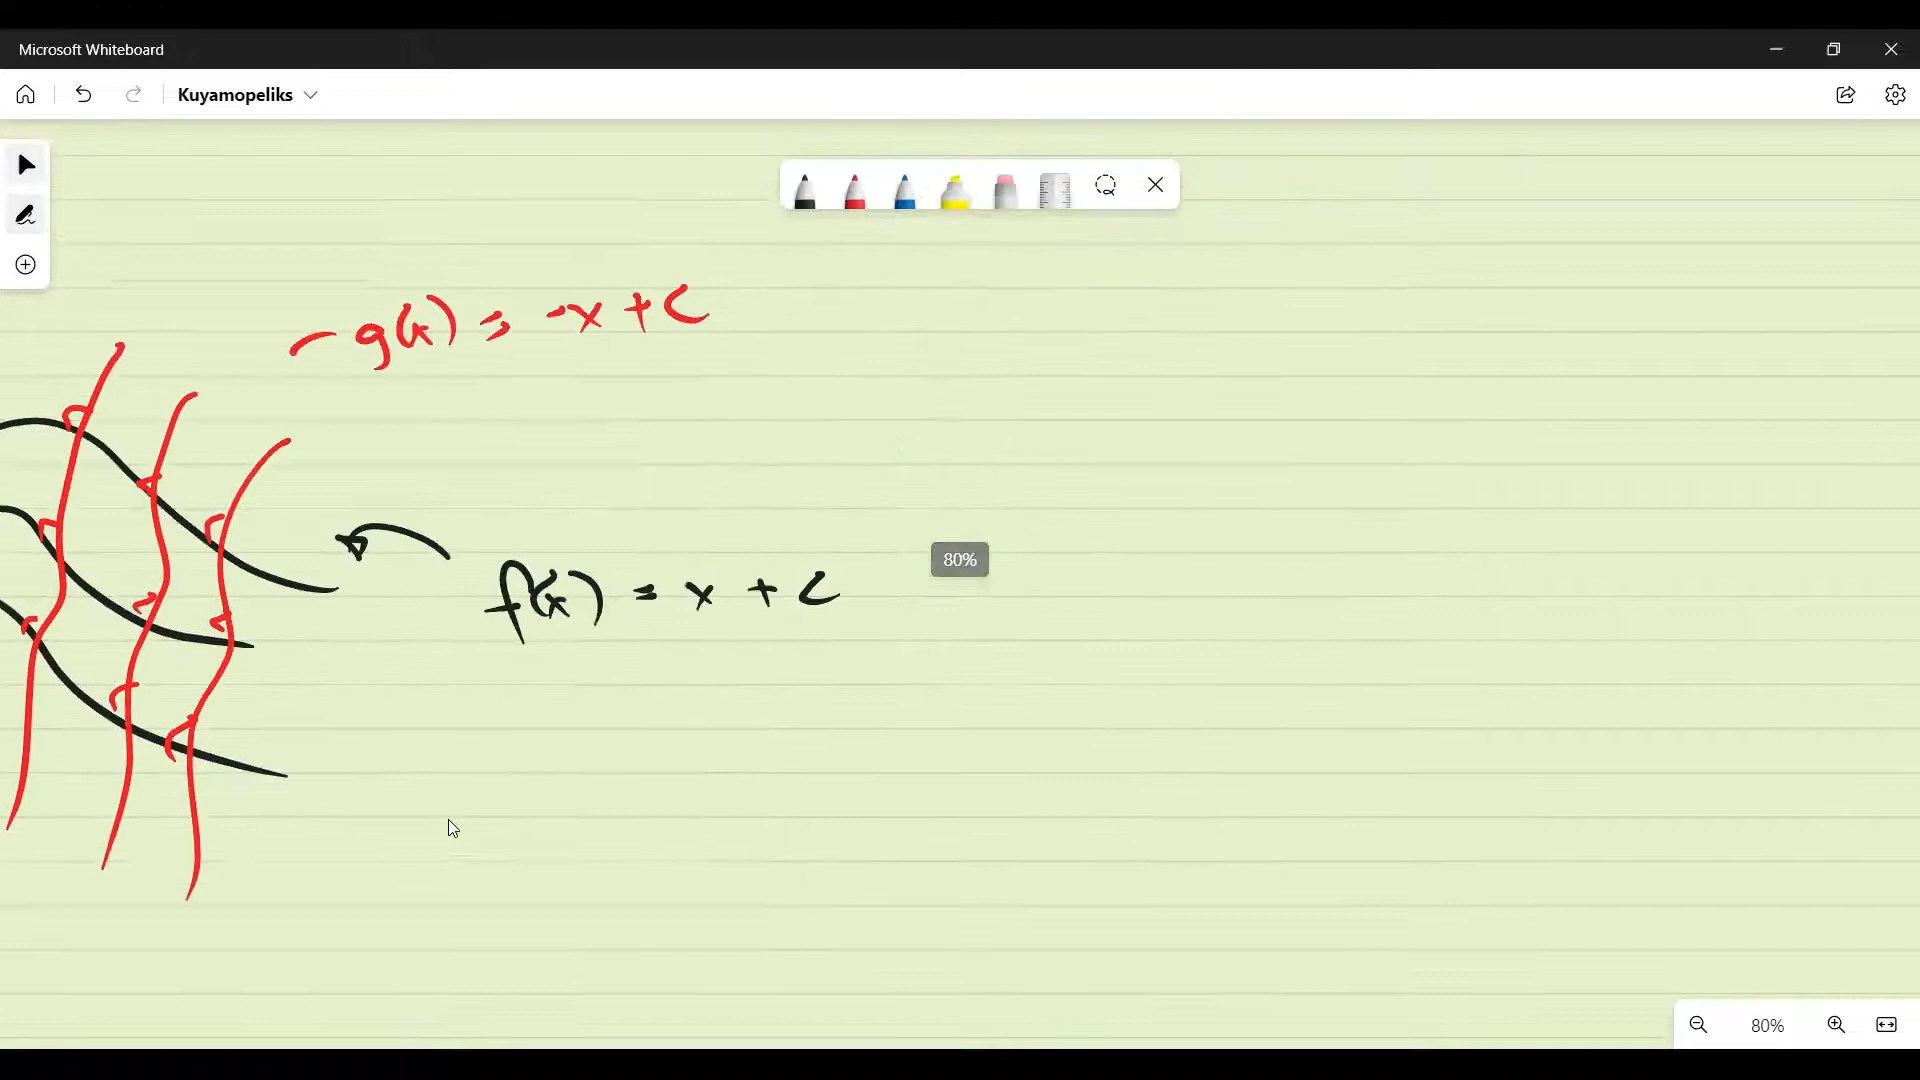 Microsoft Whiteboard
Kuyamopeliks
g(x) = -x + c
f(x) = x + c
80%
80%